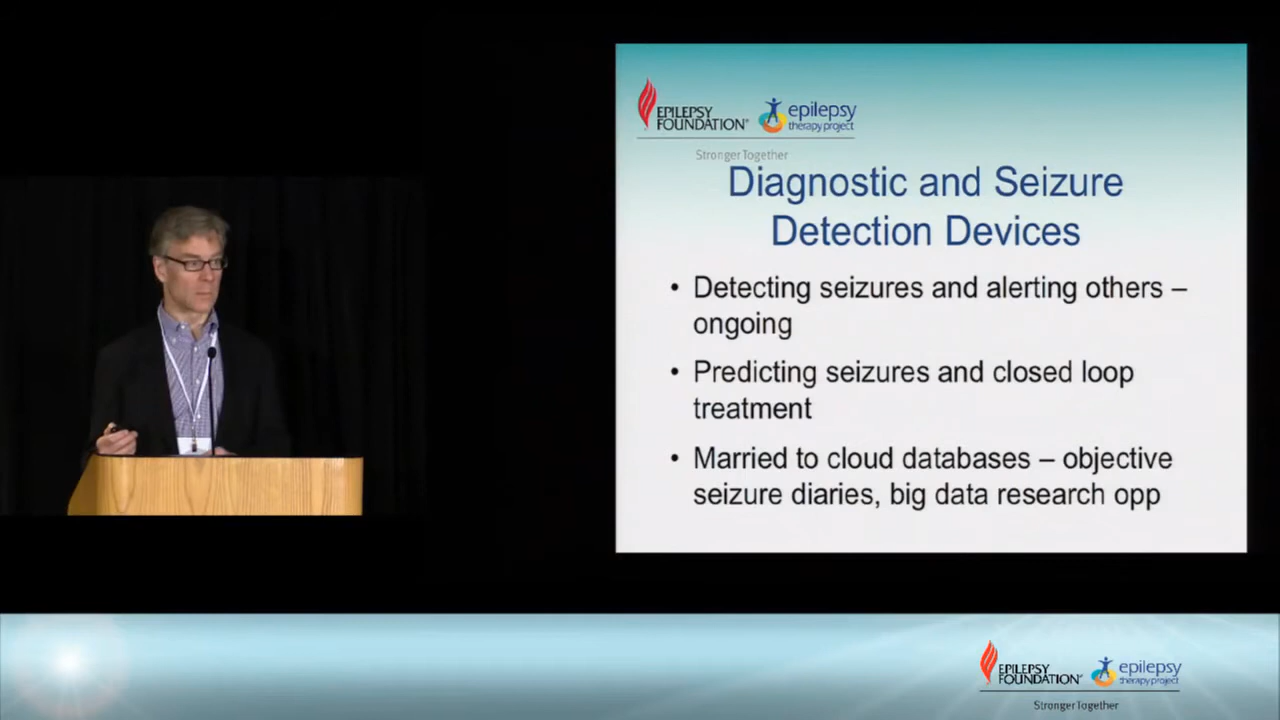 EPILEPSY
FOUNDATION®
epilepsy
therapy project
Stronger Together
Diagnostic and Seizure
Detection Devices
• Detecting seizures and alerting others –
ongoing
• Predicting seizures and closed loop
treatment
• Married to cloud databases – objective
seizure diaries, big data research opp
EPILEPSY
FOUNDATION®
epilepsy
therapy project
Stronger Together